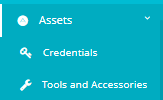 Assets
Credentials
Tools and Accessories